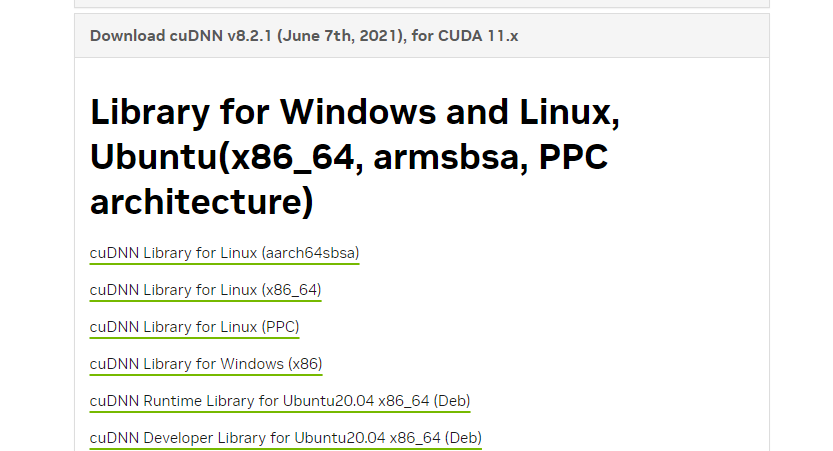 Download cuDNN v8.2.1 (June 7th, 2021), for CUDA 11.x
Library for Windows and Linux,
Ubuntu(x86_64, armsbsa, PPC
architecture)
cuDNN Library for Linux (aarch64sbsa)
cuDNN Library for Linux (x86_64)
cuDNN Library for Linux (PPC)
cuDNN Library for Windows (x86)
cuDNN Runtime Library for Ubuntu20.04 x86_64 (Deb)
cuDNN Developer Library for Ubuntu20.04 x86_64 (Deb)